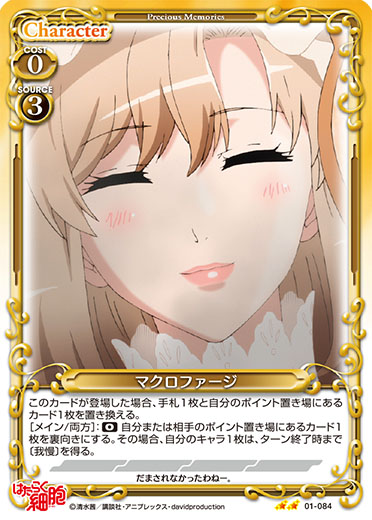 Precious Memories
Character
COST
0
SOURCE
3
マクロファージ
このカードが登場した場合、手札1枚と自分のポイント置き場にある
カード1枚を置き換える。
[メイン/両方]:0自分または相手のポイント置き場にあるカード1
枚を裏向きにする。その場合、自分のキャラ1枚は、ターン終了時まで
[我慢]を得る。
だまされなかったわねー。
はたらく細胞
©清水茜／講談社・アニプレックス・davidproduction
01-084